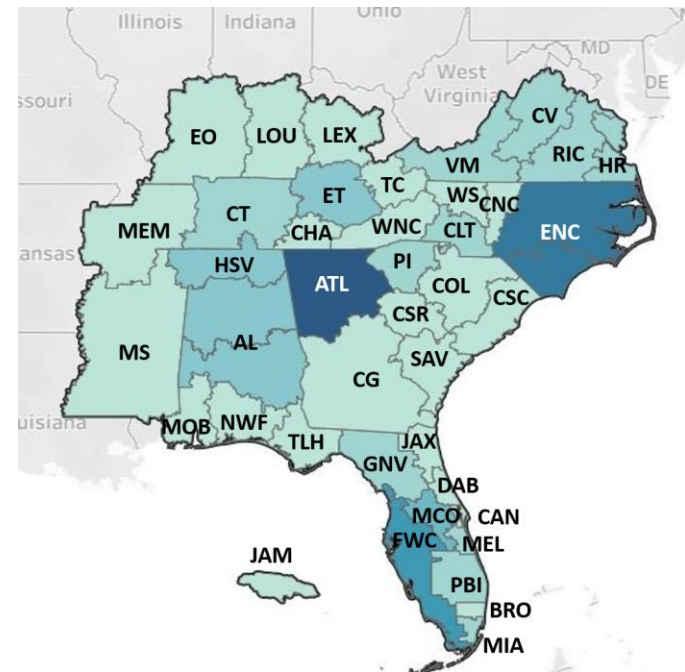 Illinois
Indiana
Ohio
MD
West
Virginia
DE
ssouri
EO
LOU
LEX
CV
VM
RIC
HR
TC
ET
WS
CNC
CT
MEM
CHA
WNC
CLT
ENC
ansas
HSV
ATL
PI
COL
CSC
CSR
AL
MS
SAV
CG
uisiana
MOB
NWF
TLH
JAX
GNV
DAB
MCO
CAN
FWC
MEL
JAM
PBI
BRO
MIA